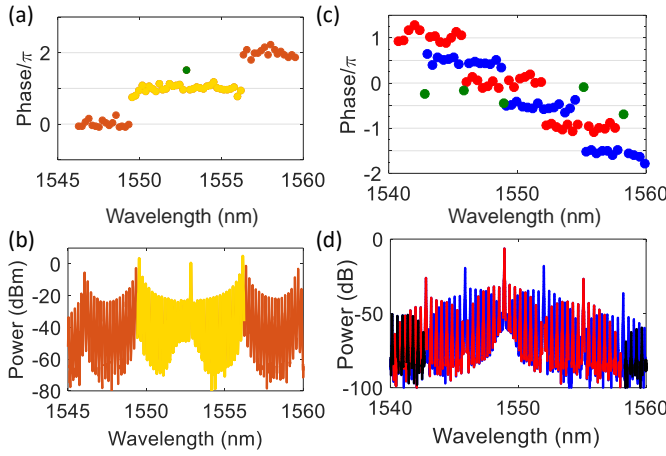 (a)
Phase/π
2
1
0
1545
1550
1555
1560
Wavelength (nm)
(c)
Phase/π
1
0
0
-1
-2
1540
1550
1560
Wavelength (nm)
(b)
Power (dBm)
0
-20
-40
-60
-80
1545
1550
1555
1560
Wavelength (nm)
(d)
Power (dB)
0
-50
-100
1540
1550
1560
Wavelength (nm)